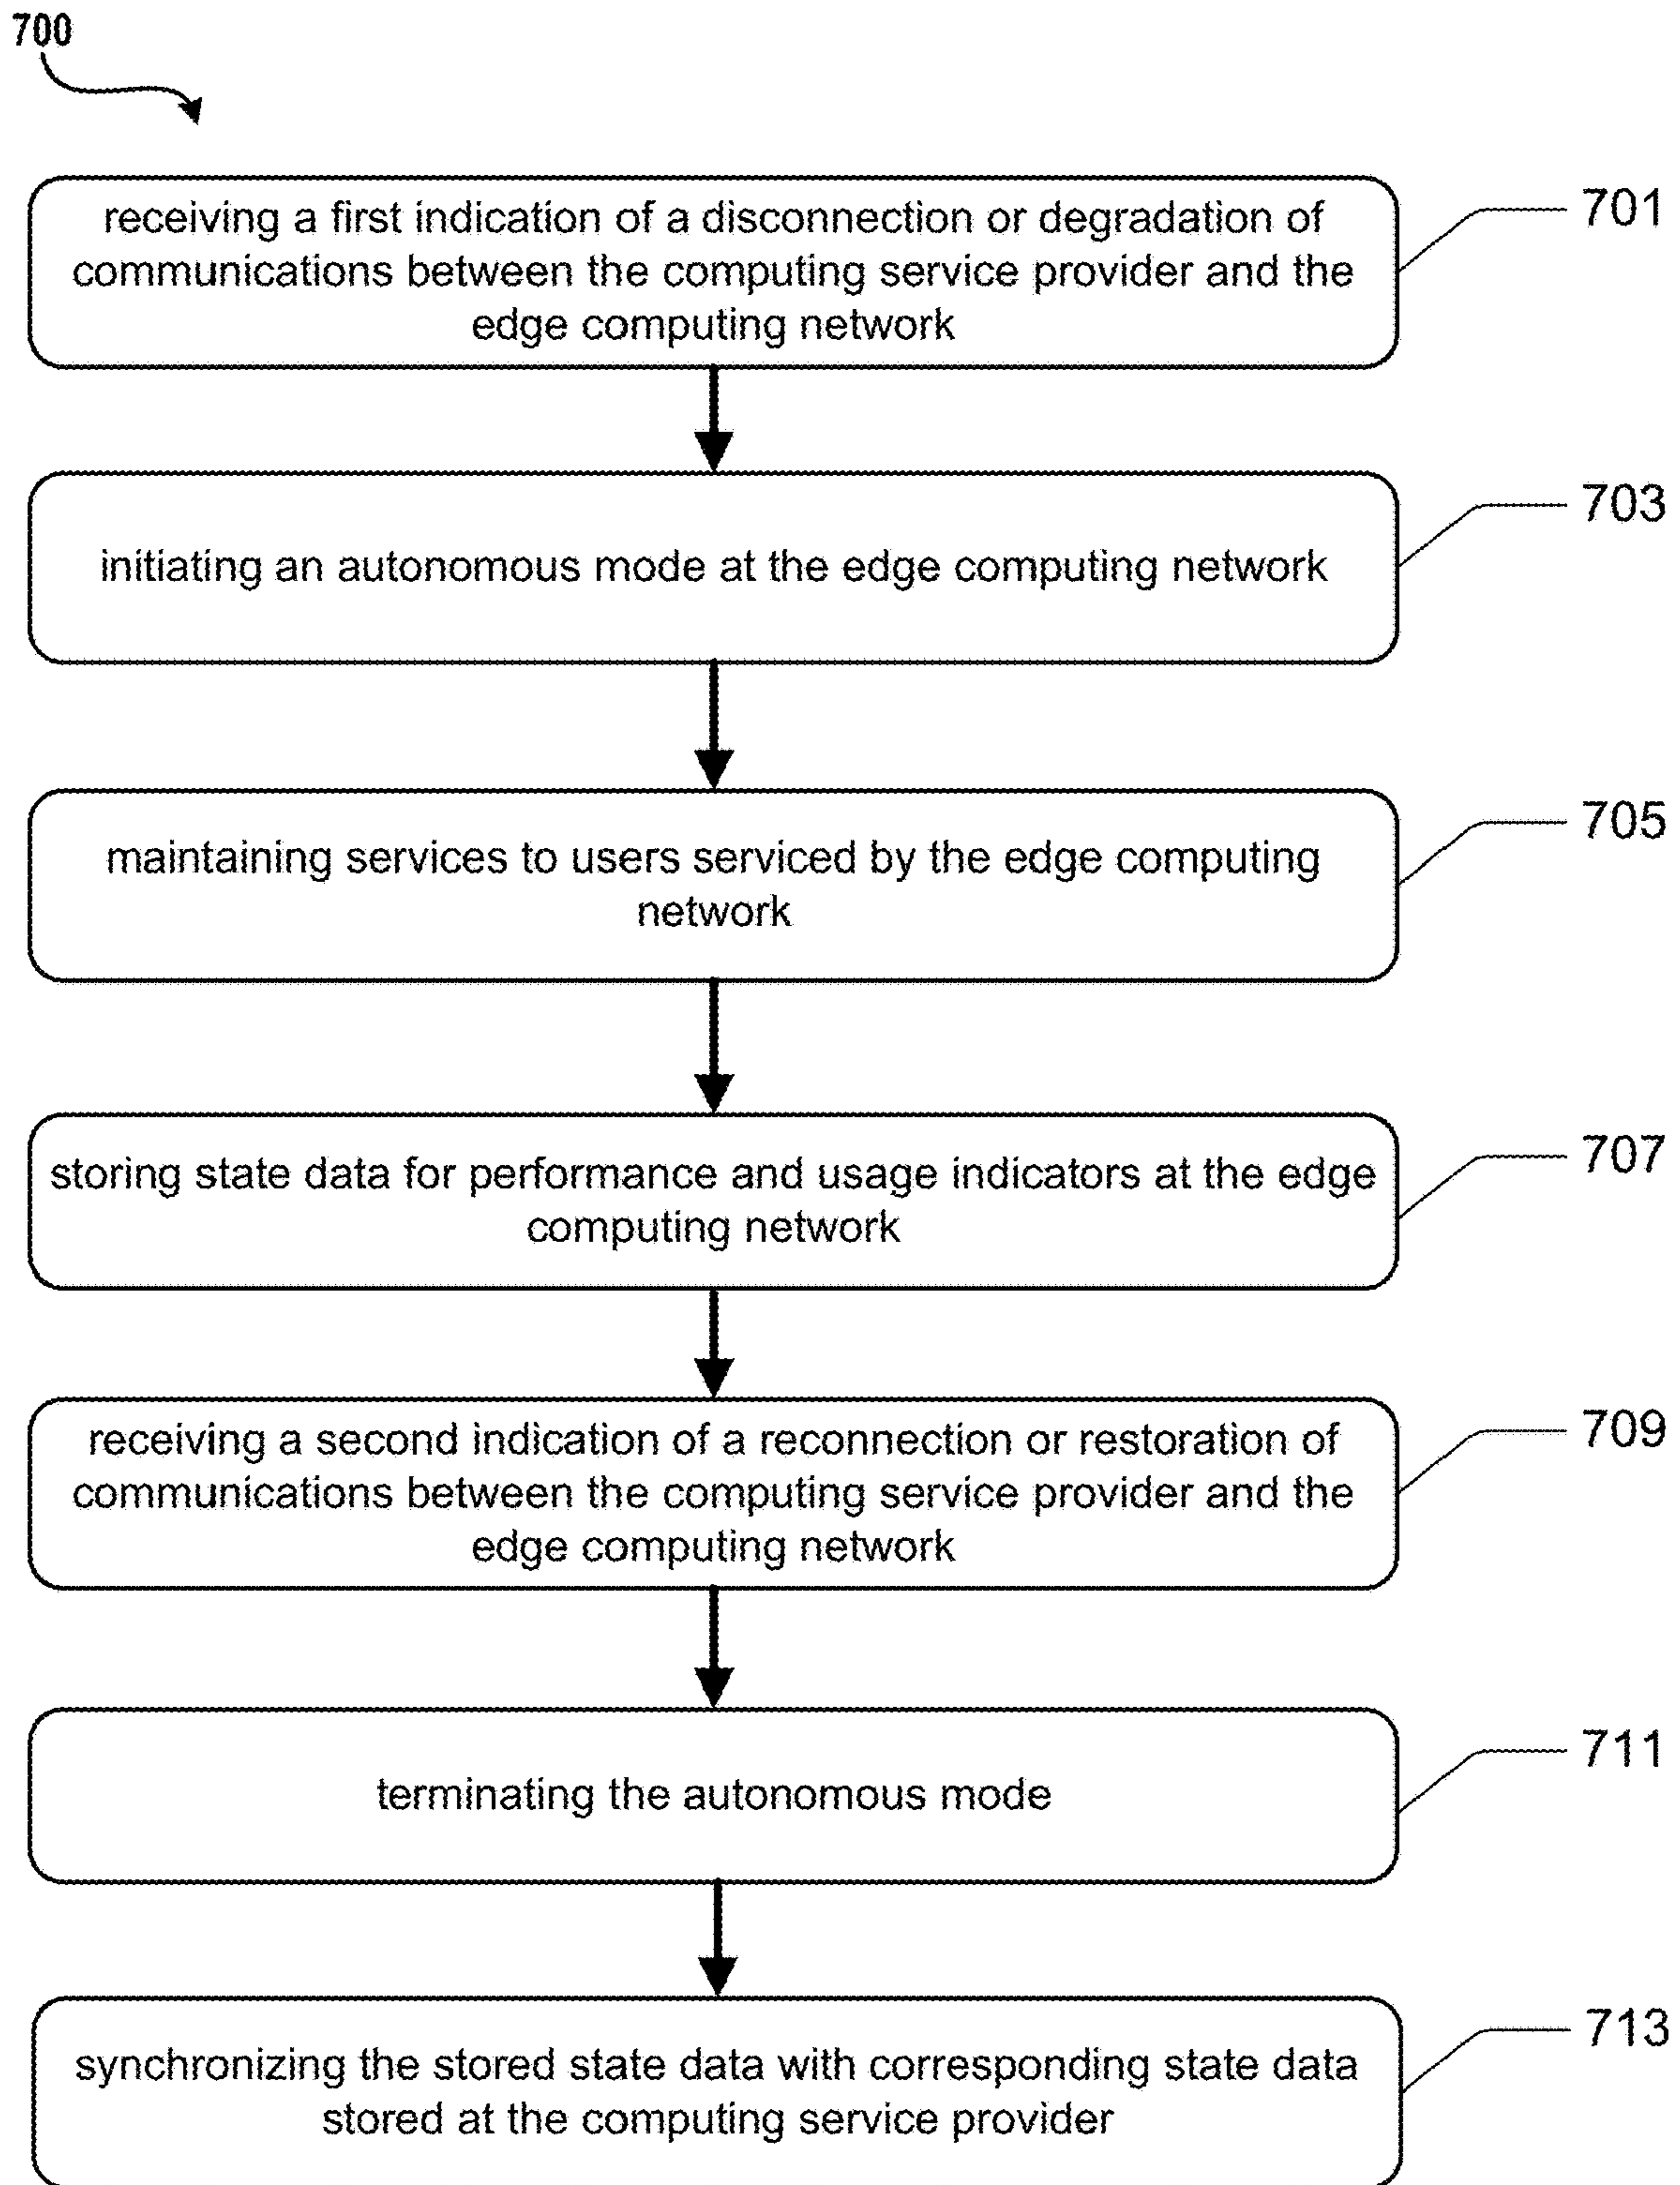 700
receiving a first indication of a disconnection or degradation of
communications between the computing service provider and the
edge computing network
701
initiating an autonomous mode at the edge computing network
703
maintaining services to users serviced by the edge computing
network
705
storing state data for performance and usage indicators at the edge
computing network
707
receiving a second indication of a reconnection or restoration of
communications between the computing service provider and the
edge computing network
709
terminating the autonomous mode
711
synchronizing the stored state data with corresponding state data
stored at the computing service provider
713